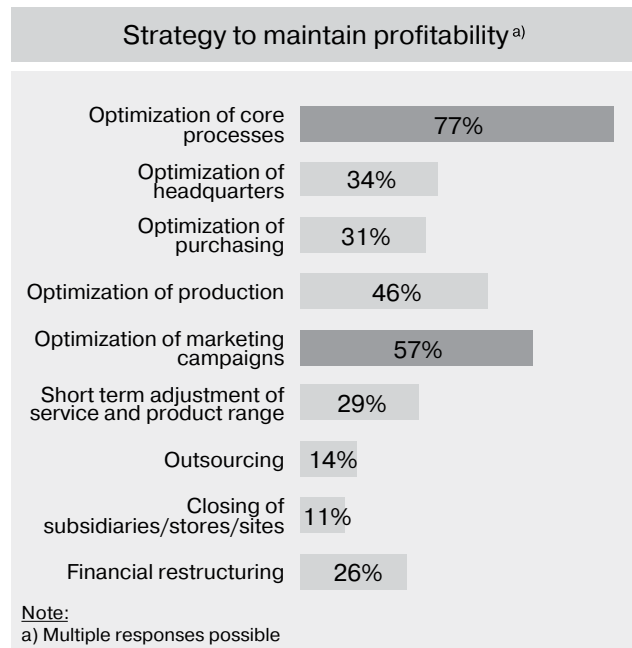 Strategy to maintain profitability a)
Optimization of core
processes
77%
Optimization of
headquarters
34%
Optimization of
purchasing
31%
Optimization of production
46%
Optimization of marketing
campaigns
57%
Short term adjustment of
service and product range
29%
Outsourcing
14%
Closing of
subsidiaries/stores/sites
11%
Financial restructuring
26%
Note:
a) Multiple responses possible